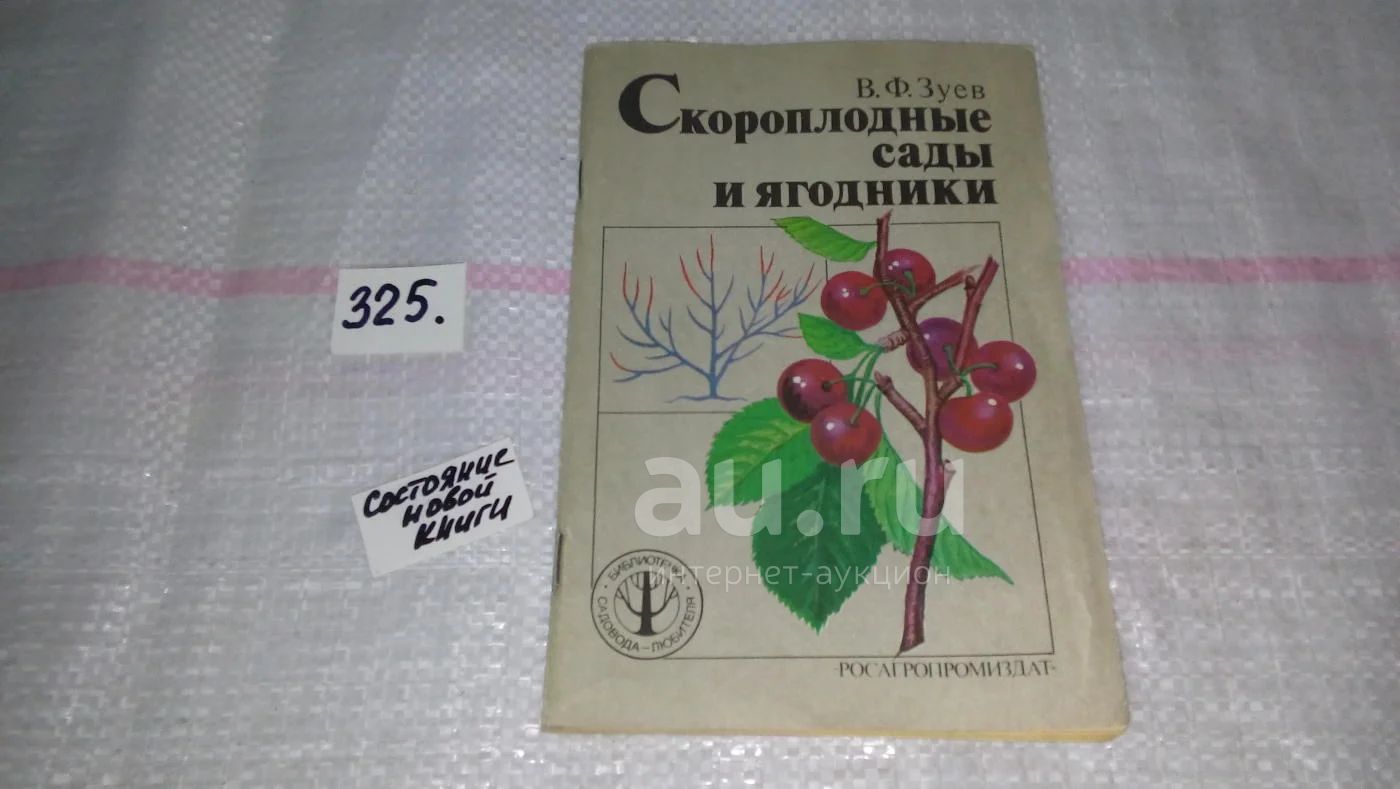 В.Ф.Зуев
Скороплодные
сады
и ягодники
325.
Состояние
новой
книги
au.ru
интернет-аукцион
· БИБЛИОТЕКА ·
САДОВОДА-ЛЮБИТЕЛЯ
·РОСАГРОПРОМИЗДАТ·